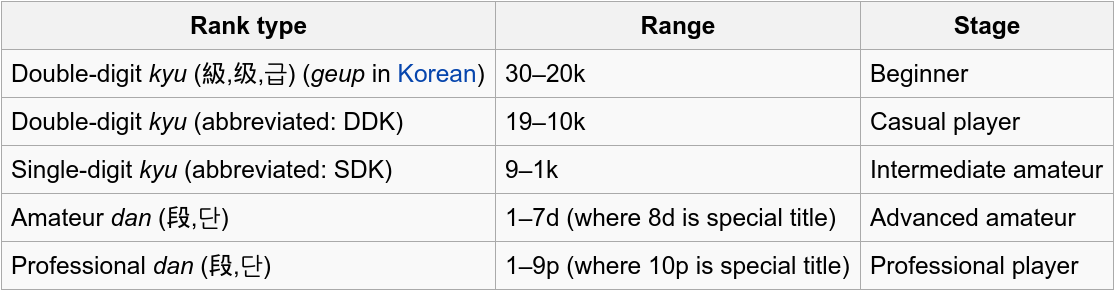 Rank type Range Stage
Double-digit kyu (級,级,급) (geup in Korean) 30–20k Beginner
Double-digit kyu (abbreviated: DDK) 19–10k Casual player
Single-digit kyu (abbreviated: SDK) 9–1k Intermediate amateur
Amateur dan (段,단) 1–7d (where 8d is special title) Advanced amateur
Professional dan (段,단) 1–9p (where 10p is special title) Professional player